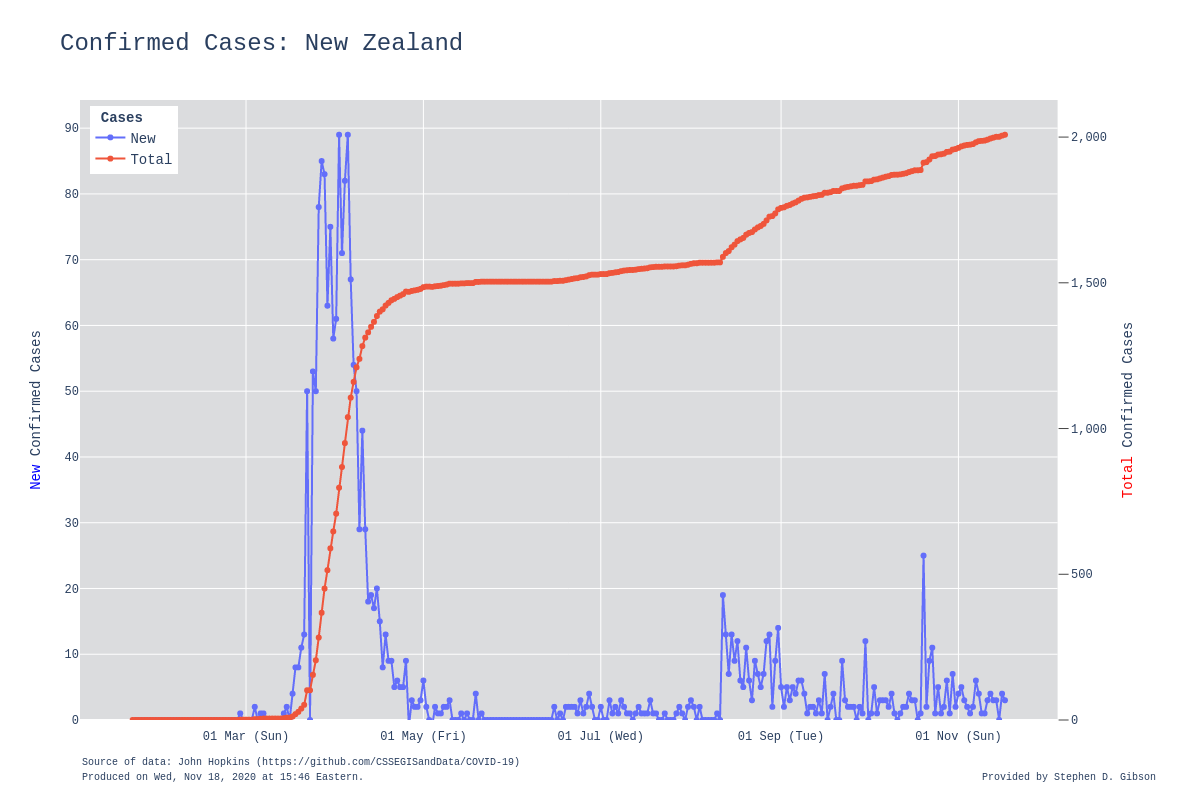 Confirmed Cases: New Zealand
Cases
New
Total
90
80
70
60
50
40
30
20
10
0
New Confirmed Cases
2,000
1,500
1,000
500
0
Total Confirmed Cases
01 Mar (Sun)
01 May (Fri)
01 Jul (Wed)
01 Sep (Tue)
01 Nov (Sun)
Source of data: John Hopkins (https://github.com/CSSEGISandData/COVID-19)
Produced on Wed, Nov 18, 2020 at 15:46 Eastern.
Provided by Stephen D. Gibson